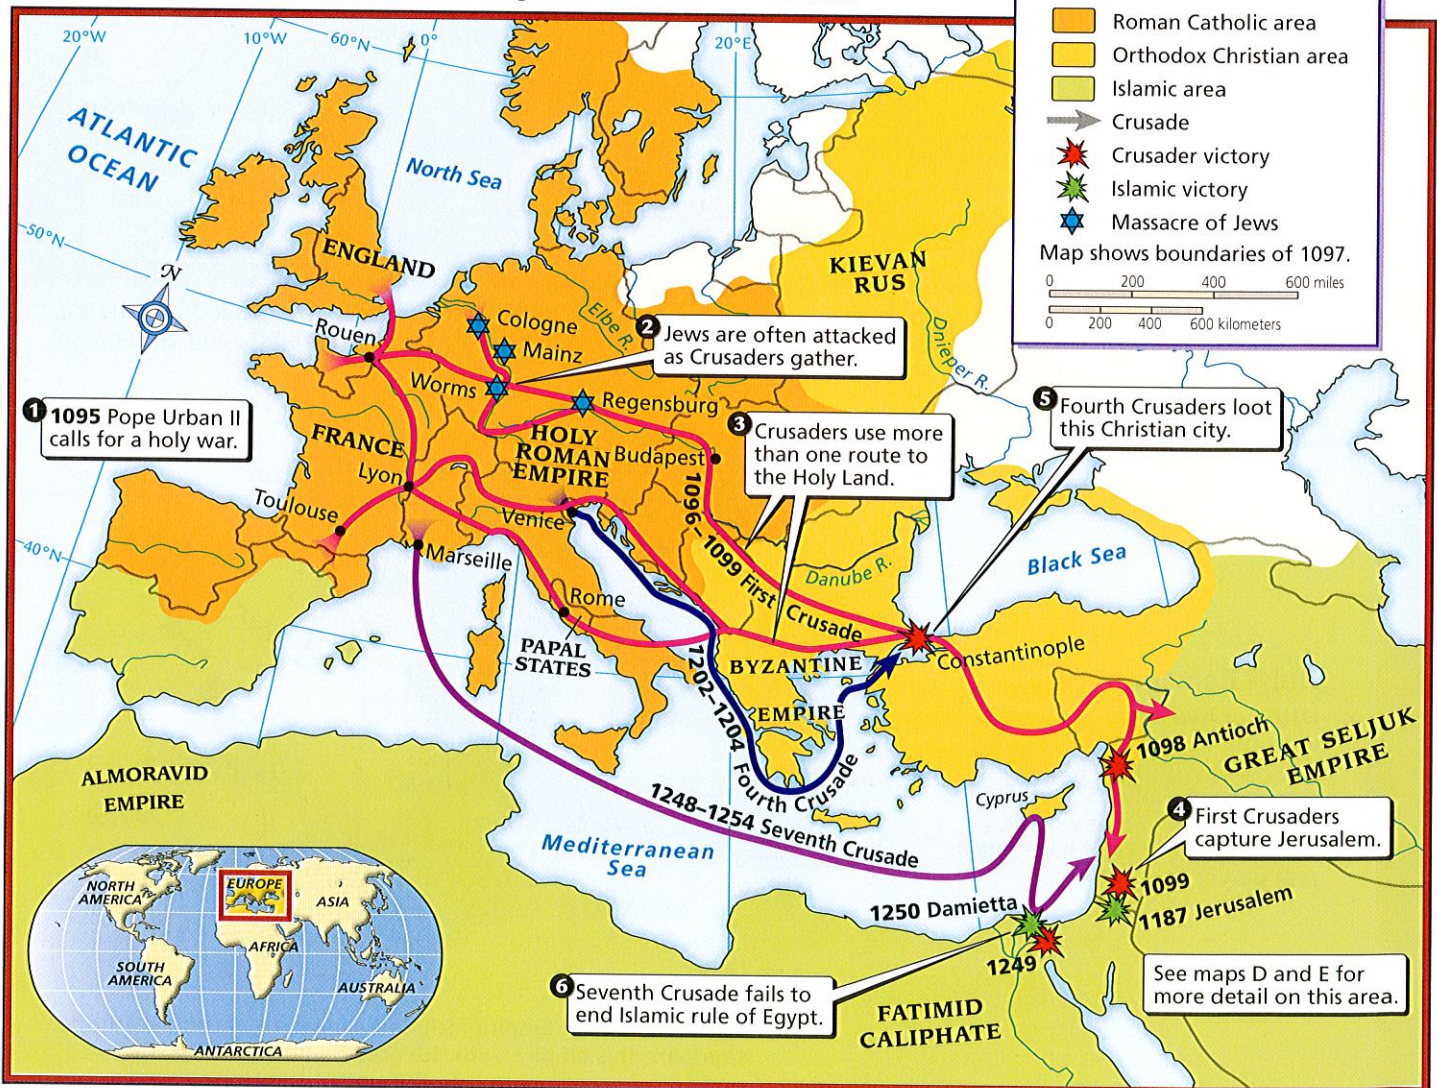 Roman Catholic area
Orthodox Christian area
Islamic area
Crusade
Crusader victory
Islamic victory
Massacre of Jews
Map shows boundaries of 1097.
0 200 400 600 miles
0 200 400 600 kilometers
20°W
10°W
60°N
0°
20°E
50°N
40°N
N
ATLANTIC
OCEAN
North Sea
ENGLAND
KIEVAN
RUS
Elbe R.
Dnieper R.
Rouen
Cologne
Mainz
Worms
Regensburg
2 Jews are often attacked
as Crusaders gather.
1 1095 Pope Urban II
calls for a holy war.
FRANCE
HOLY
ROMAN
EMPIRE
Budapest
3 Crusaders use more
than one route to
the Holy Land.
5 Fourth Crusaders loot
this Christian city.
Lyon
Toulouse
Venice
Marseille
Rome
PAPAL
STATES
1096–1099 First Crusade
Danube R.
Black Sea
Constantinople
BYZANTINE
EMPIRE
1202–1204 Fourth Crusade
1248–1254 Seventh Crusade
ALMORAVID
EMPIRE
Mediterranean
Sea
Cyprus
1098 Antioch
GREAT SELJUK
EMPIRE
4 First Crusaders
capture Jerusalem.
1099
1187 Jerusalem
1250 Damietta
1249
6 Seventh Crusade fails to
end Islamic rule of Egypt.
FATIMID
CALIPHATE
See maps D and E for
more detail on this area.
NORTH
AMERICA
EUROPE
ASIA
AFRICA
SOUTH
AMERICA
AUSTRALIA
ANTARCTICA